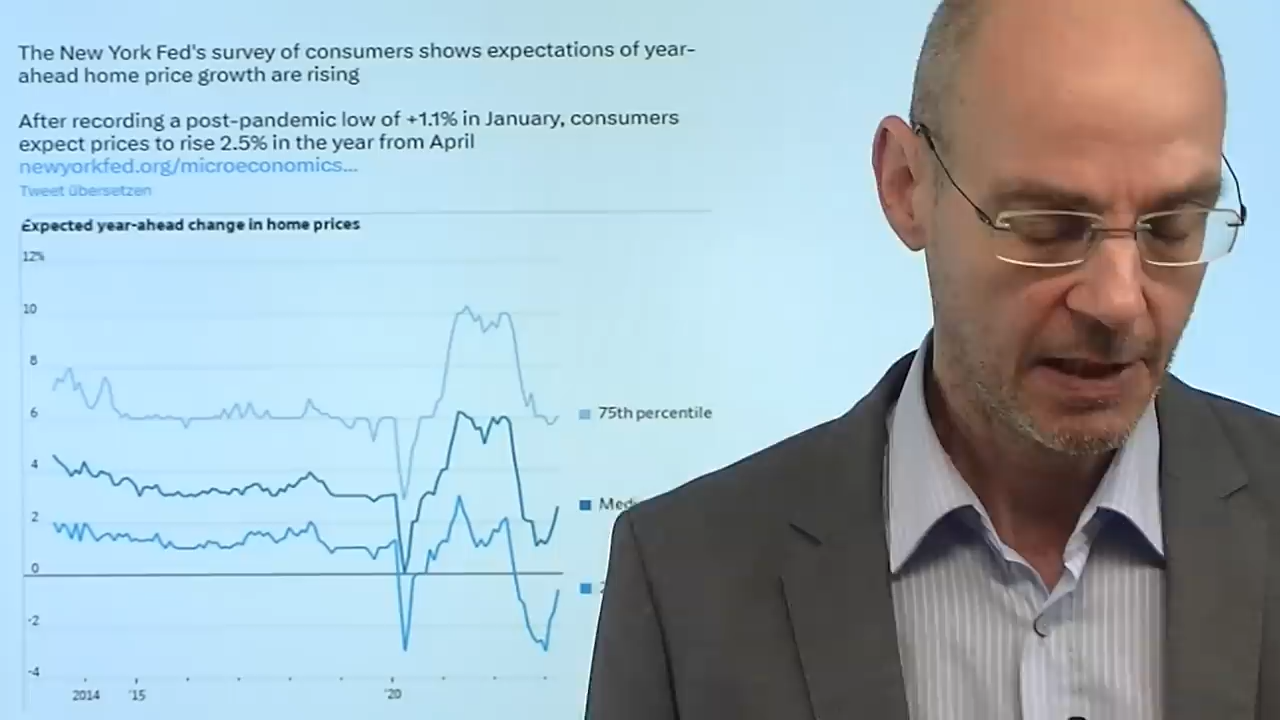 The New York Fed's survey of consumers shows expectations of year-
ahead home price growth are rising
After recording a post-pandemic low of +1.1% in January, consumers
expect prices to rise 2.5% in the year from April
newyorkfed.org/microeconomics...
Tweet übersetzen
Expected year-ahead change in home prices
12%
10
8
6
75th percentile
4
Med
2
0
-2
-4
2014 '15 '20